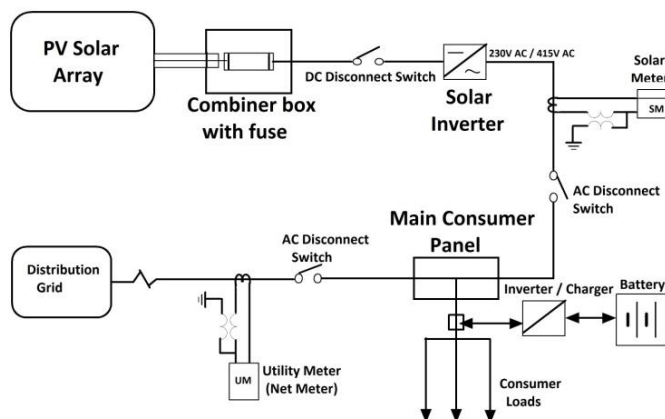 PV Solar
Array
Combiner box
with fuse
DC Disconnect Switch
Solar
Inverter
230V AC / 415V AC
Solar
Meter
SM
AC Disconnect
Switch
Main Consumer
Panel
AC Disconnect
Switch
Distribution
Grid
UM
Utility Meter
(Net Meter)
Inverter / Charger
Battery
Consumer
Loads